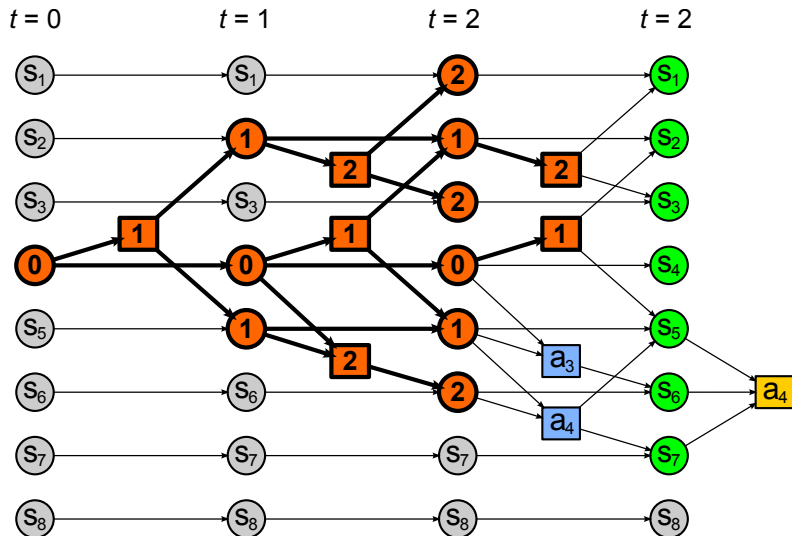 t = 0 t = 1 t = 2 t = 2
s1 s1 2 s1
s2 1 1 s2
2 2
s3 s3 2 s3
1 1 1
0 0 0 s4
s5 1 1 s5
2 a3
s6 s6 2 s6 a4
a4
s7 s7 s7 s7
s8 s8 s8 s8